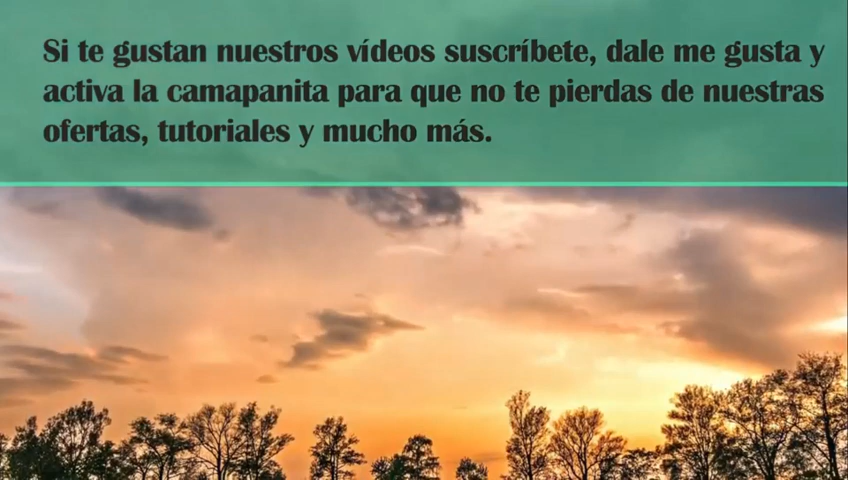 Si te gustan nuestros vídeos suscríbete, dale me gusta y
activa la camapanita para que no te pierdas de nuestras
ofertas, tutoriales y mucho más.